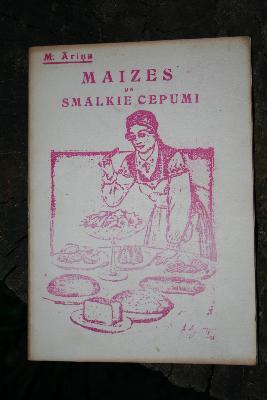 M. Āriņa
MAIZES
un
SMALKIE CEPUMI